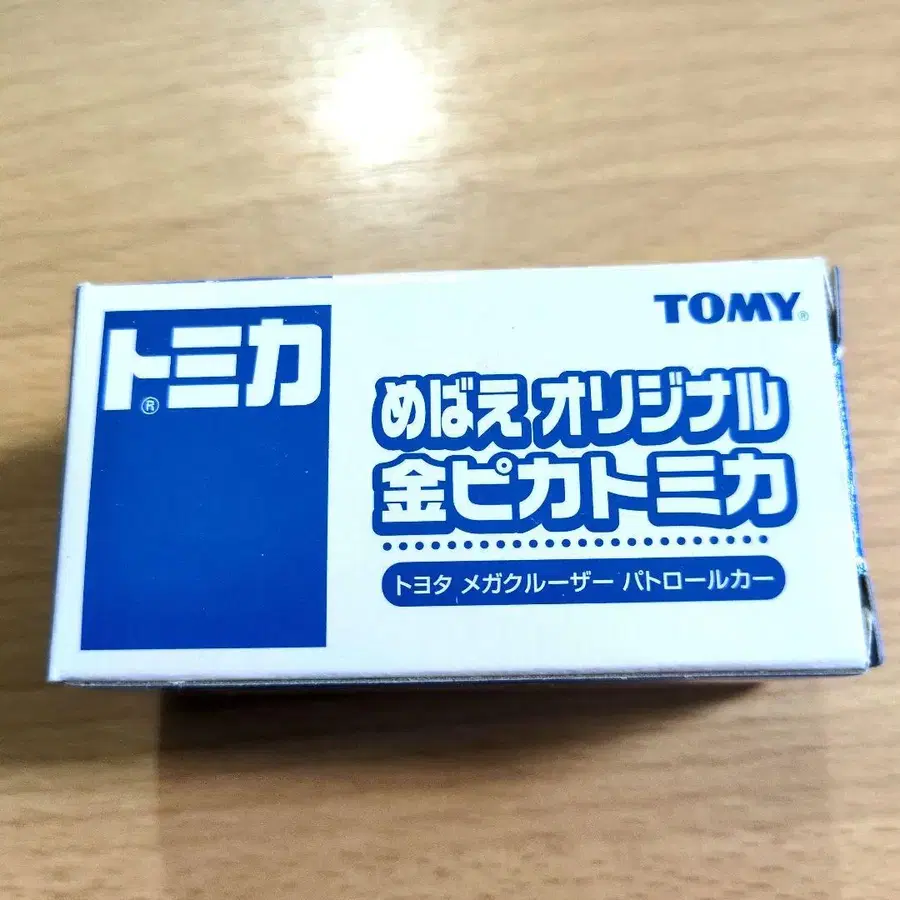 トミカ
®
TOMY®
めばえ オリジナル
金ピカトミカ
トヨタ メガクルーザー パトロールカー